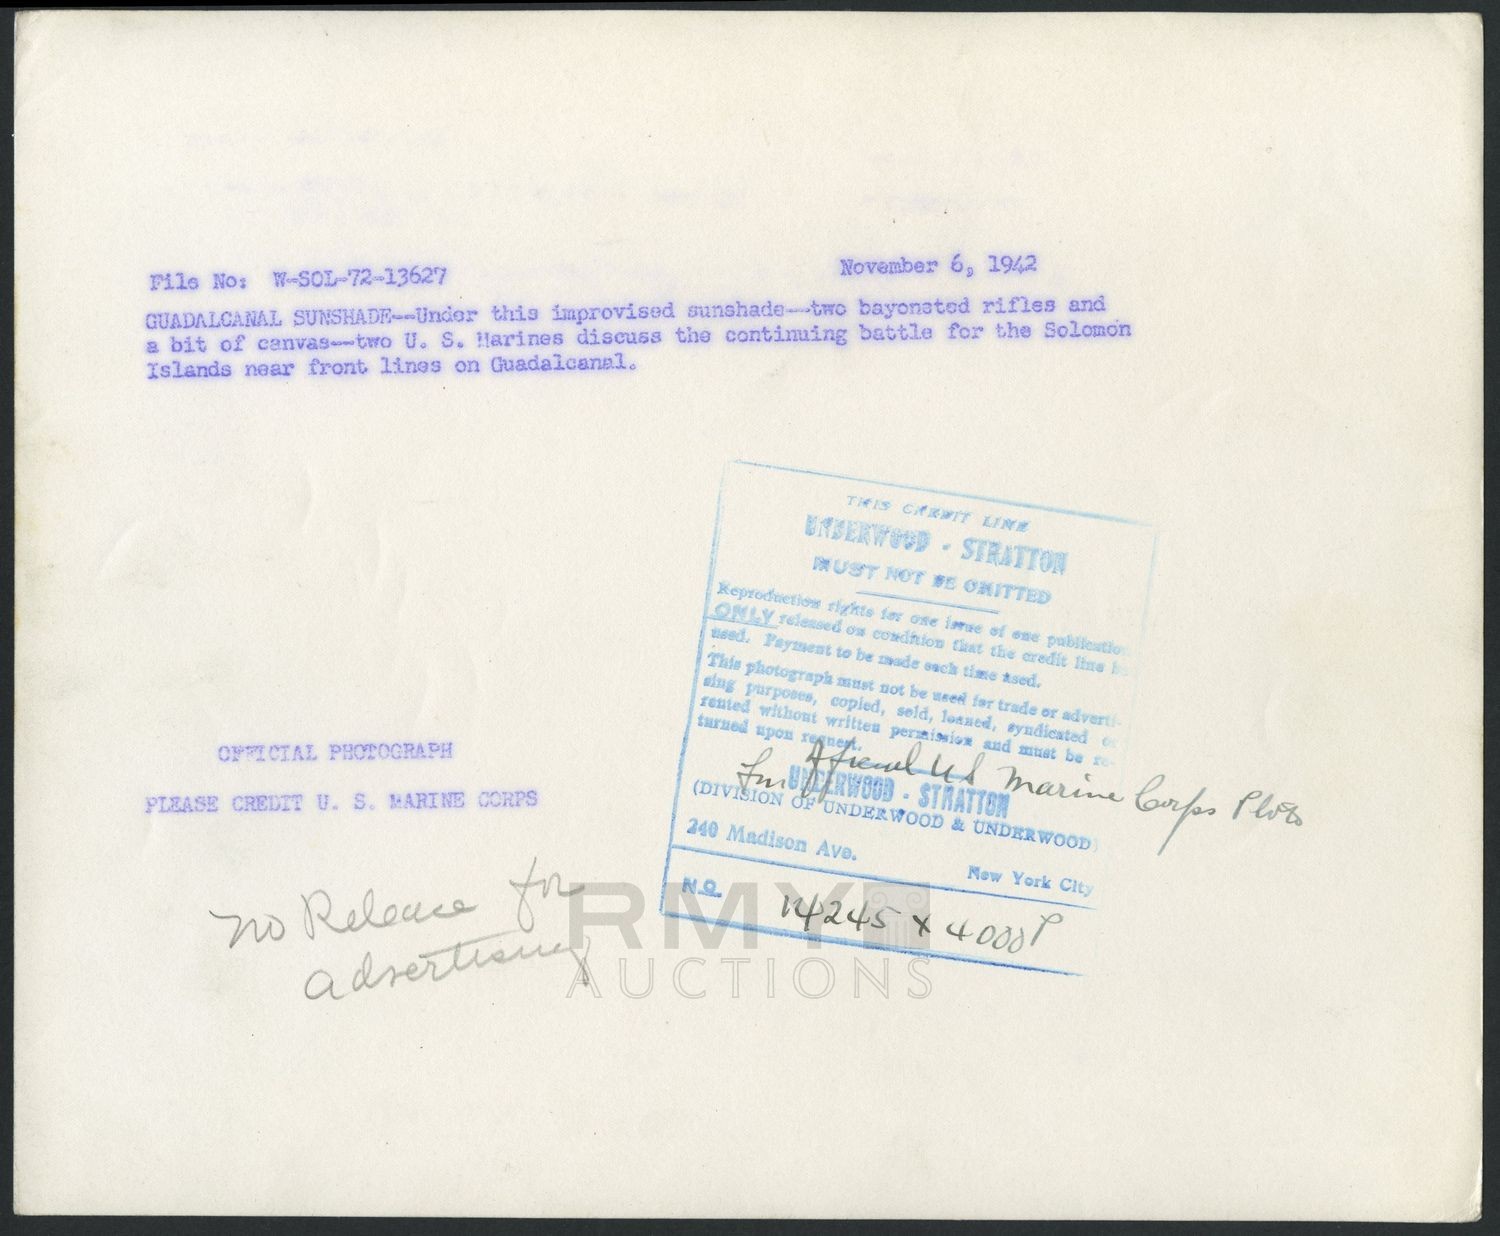 File No: W-SOL-72-13627
November 6, 1942
GUADALCANAL SUNSHADE--Under this improvised sunshade--two bayoneted rifles and
a bit of canvas--two U. S. Marines discuss the continuing battle for the Solomon
Islands near front lines on Guadalcanal.
THIS CREDIT LINE
UNDERWOOD - STRATTON
MUST NOT BE OMITTED
Reproduction rights for one issue of one publication
ONLY released on condition that the credit line is
used. Payment to be made each time used.
This photograph must not be used for trade or adverti-
sing purposes, copied, sold, loaned, syndicated or
rented without written permission and must be re-
turned upon request.
from Official US Marine Corps Photo
UNDERWOOD - STRATTON
(DIVISION OF UNDERWOOD & UNDERWOOD)
240 Madison Ave.
New York City
NO. 14245 x 4000P
OFFICIAL PHOTOGRAPH
PLEASE CREDIT U. S. MARINE CORPS
No Release for
advertising
RMY
AUCTIONS